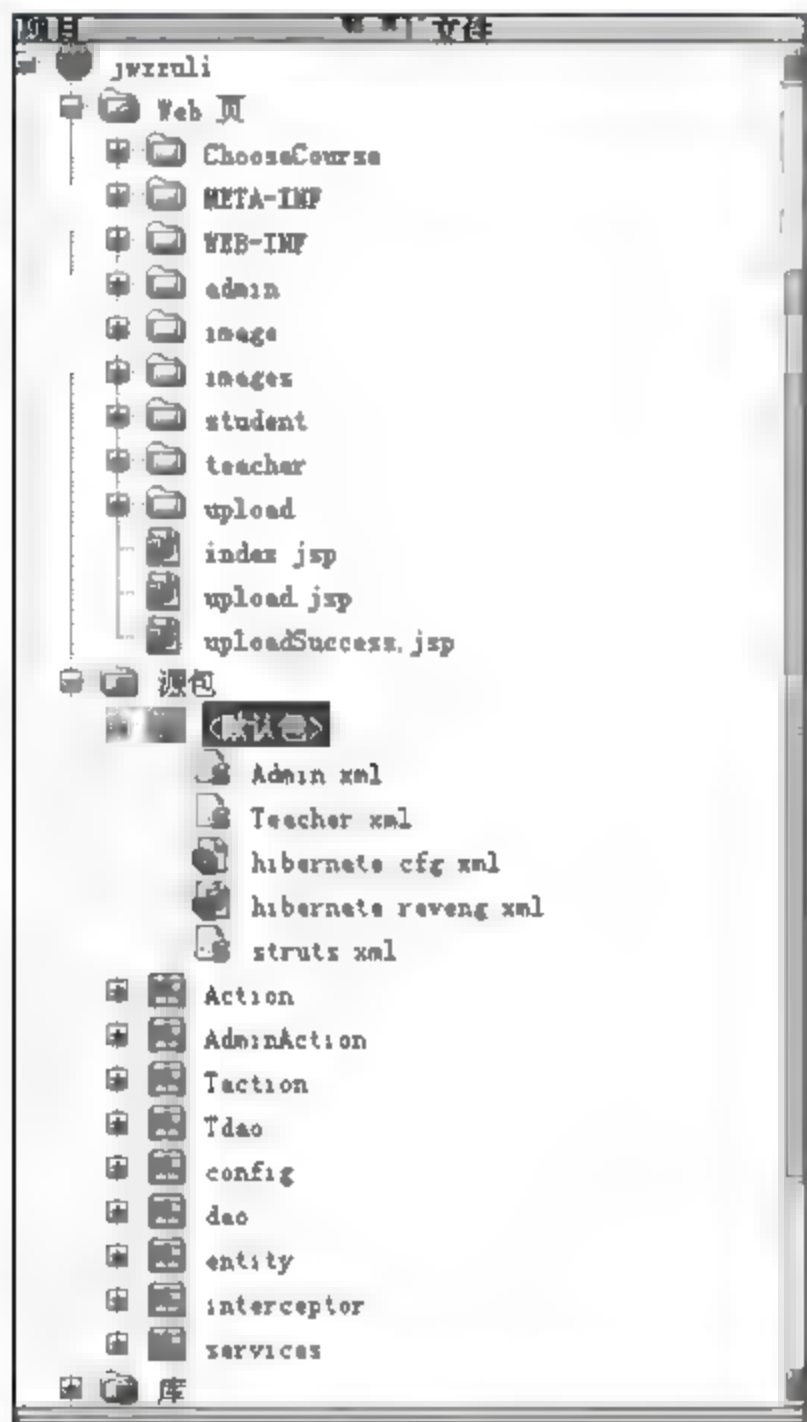 项目 文件
jwzzuli
Web 页
ChooseCourse
META-INF
WEB-INF
admin
image
images
student
teacher
upload
index jsp
upload jsp
uploadSuccess.jsp
源包
<默认包>
Admin xml
Teacher xml
hibernate cfg xml
hibernate reveng xml
struts xml
Action
AdminAction
Taction
Tdao
config
dao
entity
interceptor
services
库